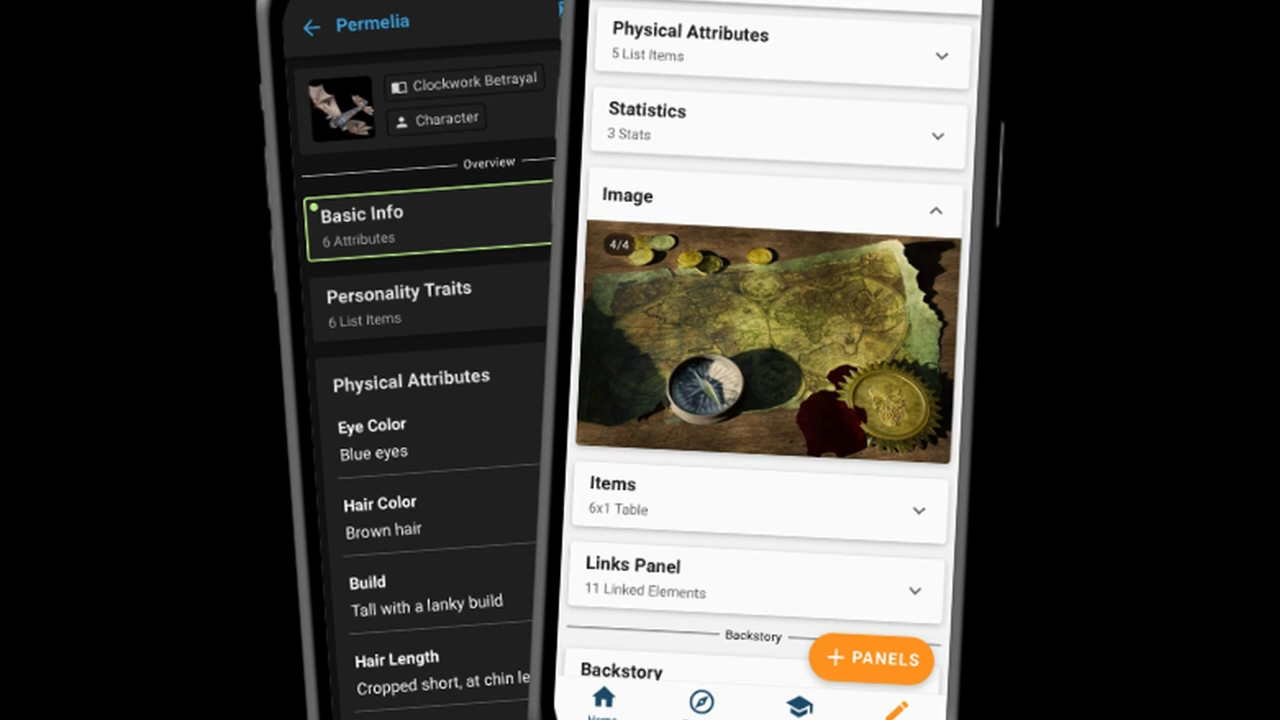 Permelia
Clockwork Betrayal
Character
Overview
Basic Info
6 Attributes
Personality Traits
6 List Items
Physical Attributes
Eye Color
Blue eyes
Hair Color
Brown hair
Build
Tall with a lanky build
Hair Length
Cropped short, at chin le
Physical Attributes
5 List Items
Statistics
3 Stats
Image
4/4
Items
6x1 Table
Links Panel
11 Linked Elements
Backstory
+ PANELS
Backstory
Home